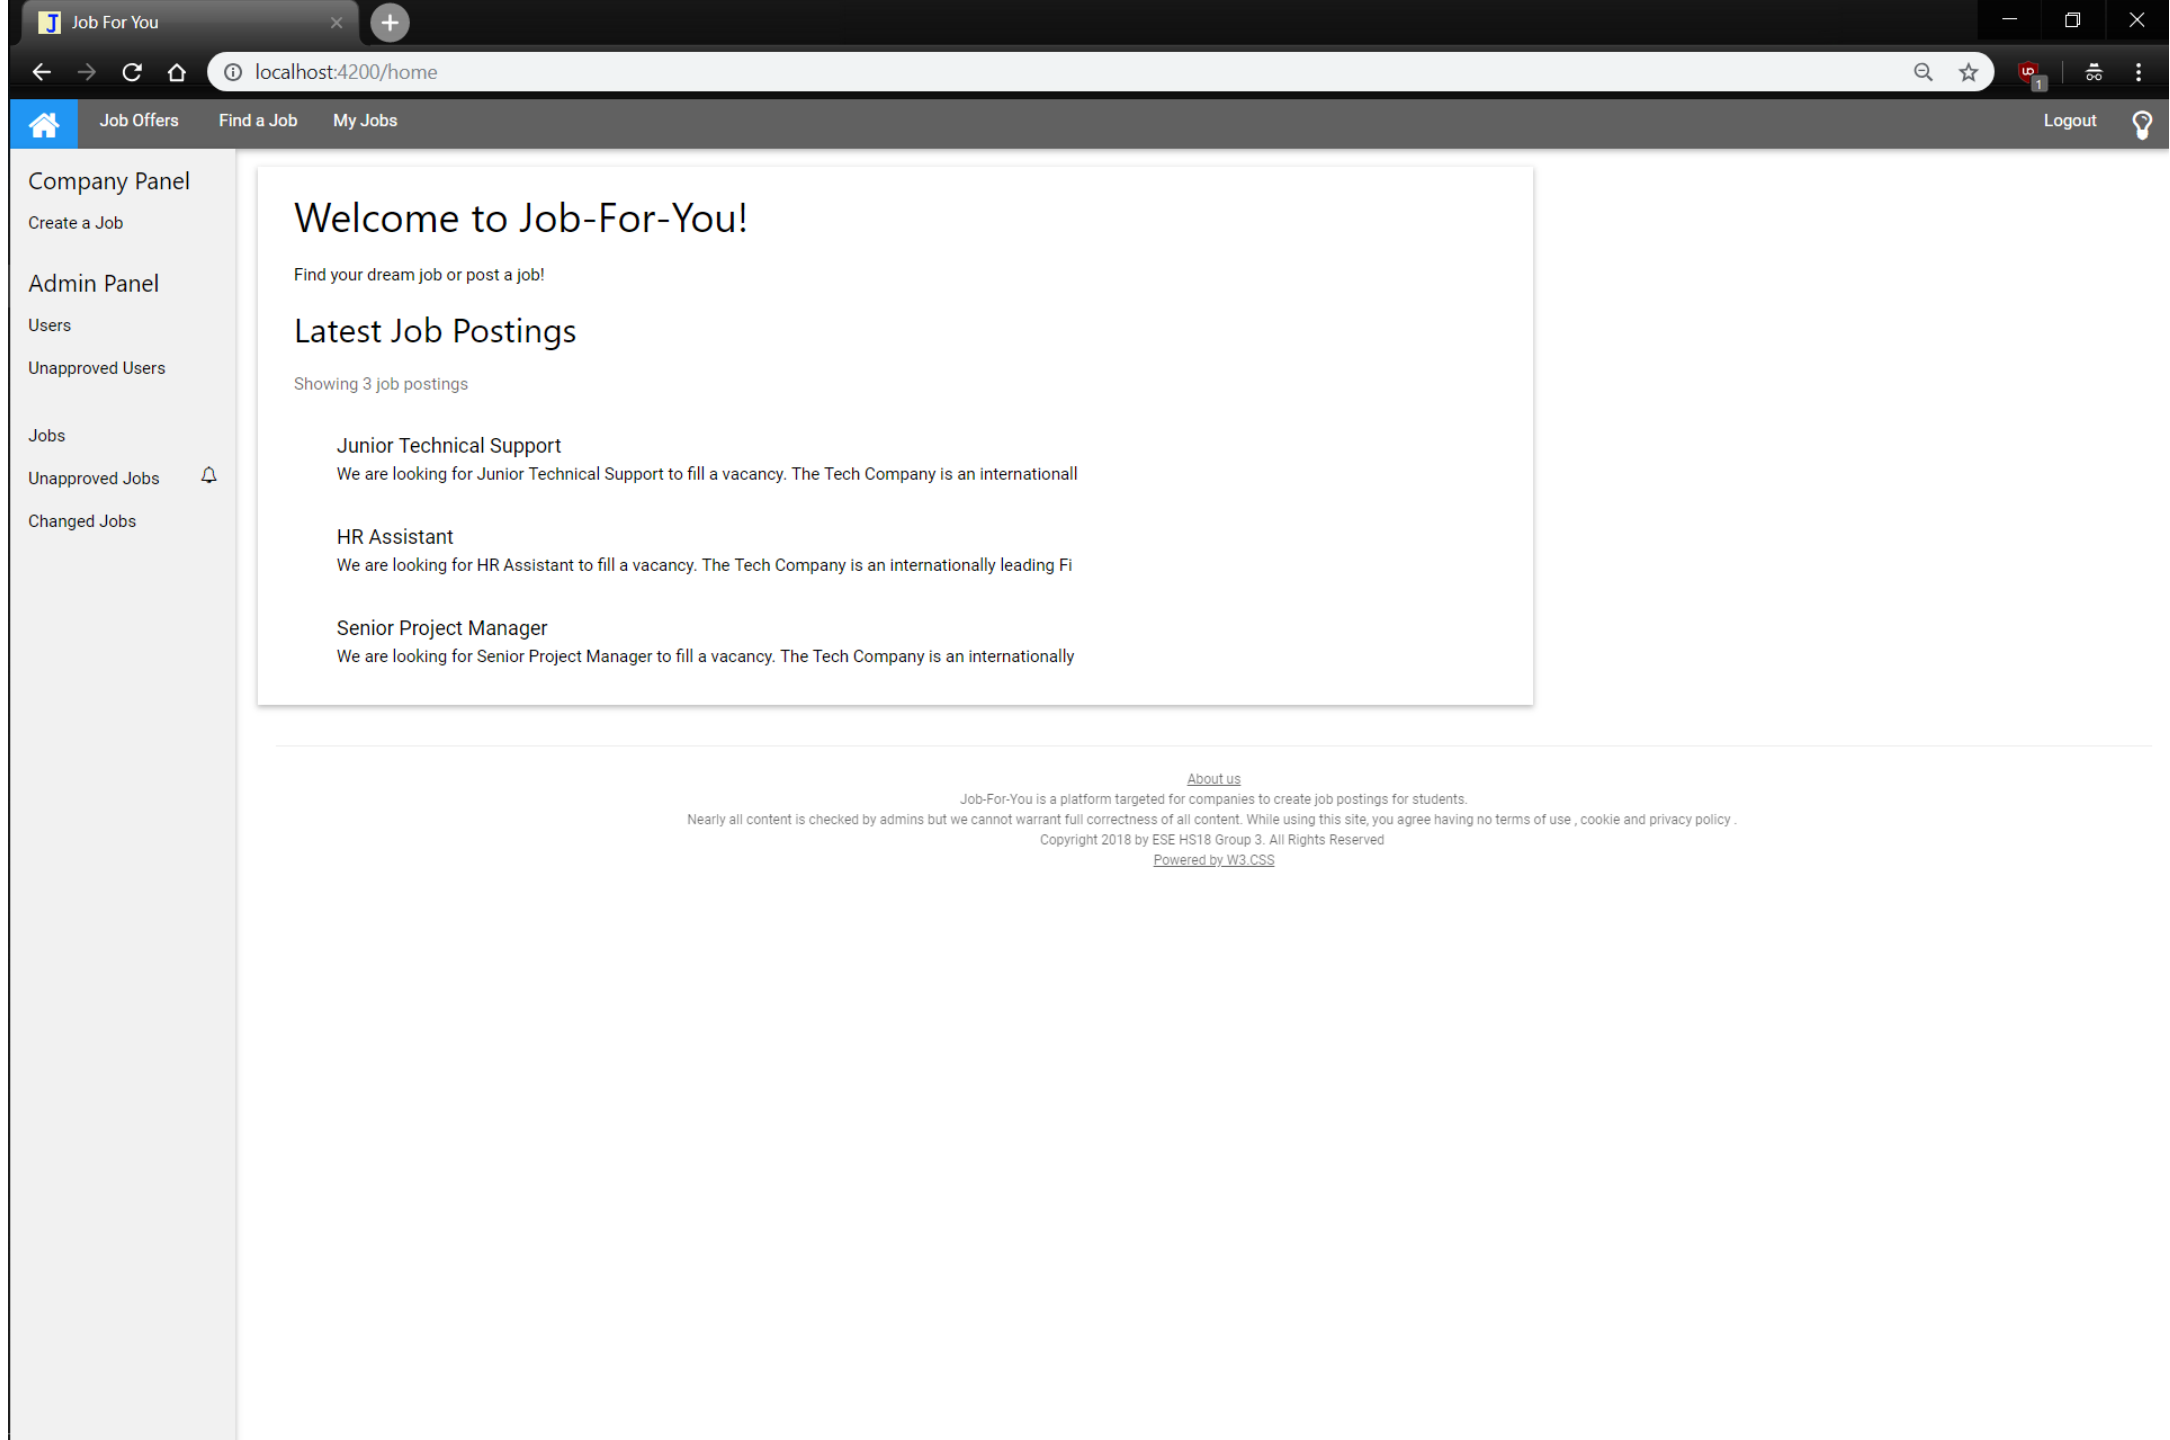 Job For You
localhost:4200/home
1
Job Offers Find a Job My Jobs Logout
Company Panel
Create a Job
Admin Panel
Users
Unapproved Users
Jobs
Unapproved Jobs
Changed Jobs
Welcome to Job-For-You!
Find your dream job or post a job!
Latest Job Postings
Showing 3 job postings
Junior Technical Support
We are looking for Junior Technical Support to fill a vacancy. The Tech Company is an internationall
HR Assistant
We are looking for HR Assistant to fill a vacancy. The Tech Company is an internationally leading Fi
Senior Project Manager
We are looking for Senior Project Manager to fill a vacancy. The Tech Company is an internationally
About us
Job-For-You is a platform targeted for companies to create job postings for students.
Nearly all content is checked by admins but we cannot warrant full correctness of all content. While using this site, you agree having no terms of use , cookie and privacy policy .
Copyright 2018 by ESE HS18 Group 3. All Rights Reserved
Powered by W3.CSS